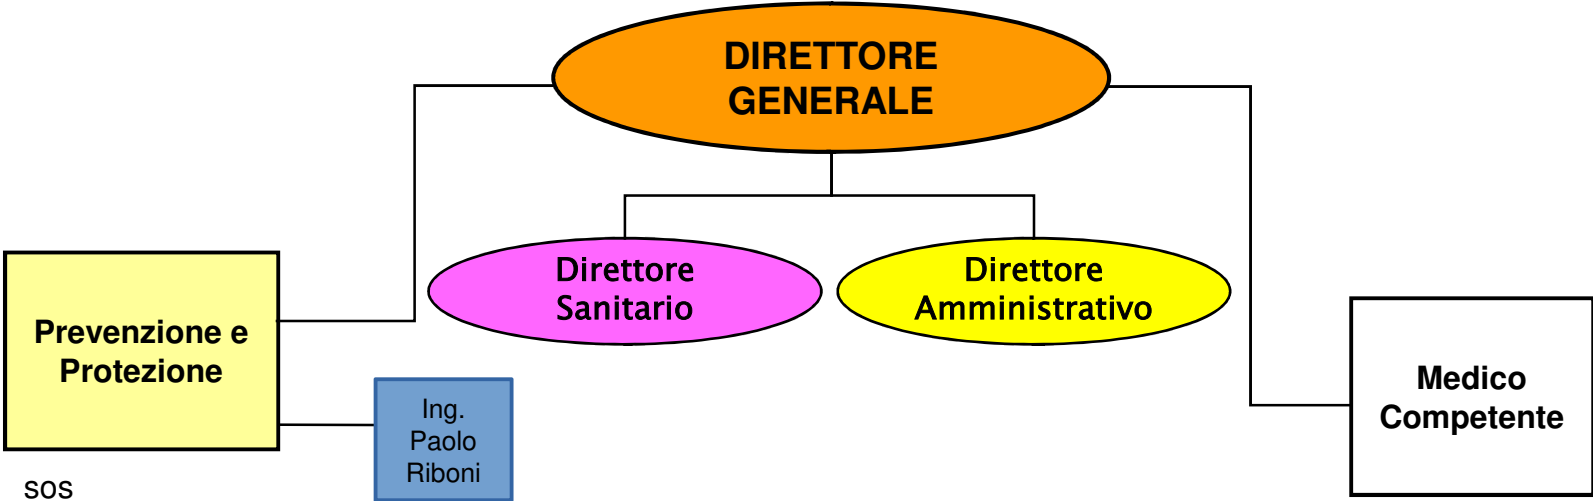 DIRETTORE
GENERALE
Direttore
Sanitario
Direttore
Amministrativo
Prevenzione e
Protezione
Medico
Competente
Ing.
Paolo
Riboni
sos